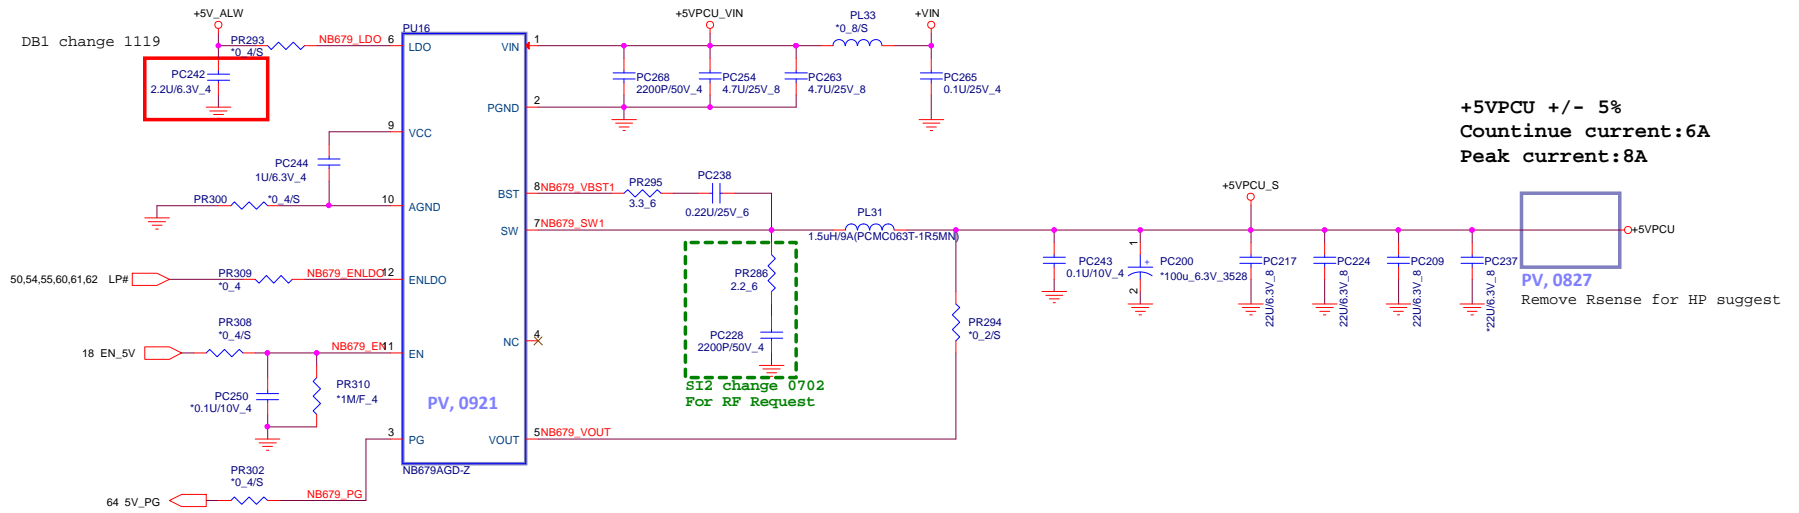 DB1 change 1119
+5V_ALW
PR293
*0_4/S
NB679_LDO
6
PC242
2.2U/6.3V_4
PU16
LDO
VIN
1
+5VPCU_VIN
PL33
*0_8/S
+VIN
PC268
2200P/50V_4
PC254
4.7U/25V_8
PC263
4.7U/25V_8
PC265
0.1U/25V_4
PGND
2
9
VCC
PC244
1U/6.3V_4
PR300
*0_4/S
10
AGND
BST
8
NB679_VBST1
PR295
3.3_6
PC238
0.22U/25V_6
SW
7
NB679_SW1
PL31
1.5uH/9A(PCMC063T-1R5MN)
50,54,55,60,61,62 LP#
PR309
*0_4
NB679_ENLDO
12
ENLDO
PR286
2.2_6
PC228
2200P/50V_4
SI2 change 0702
For RF Request
18 EN_5V
PR308
*0_4/S
NB679_EN
11
EN
NC
4
PC250
*0.1U/10V_4
PR310
*1M/F_4
PV, 0921
3
PG
VOUT
5
NB679_VOUT
NB679AGD-Z
64 5V_PG
PR302
*0_4/S
NB679_PG
PR294
*0_2/S
PC243
0.1U/10V_4
1
+
2
PC200
*100u_6.3V_3528
+5VPCU_S
PC217
22U/6.3V_8
PC224
22U/6.3V_8
PC209
22U/6.3V_8
PC237
*22U/6.3V_8
+5VPCU +/- 5%
Countinue current:6A
Peak current:8A
+5VPCU
PV, 0827
Remove Rsense for HP suggest